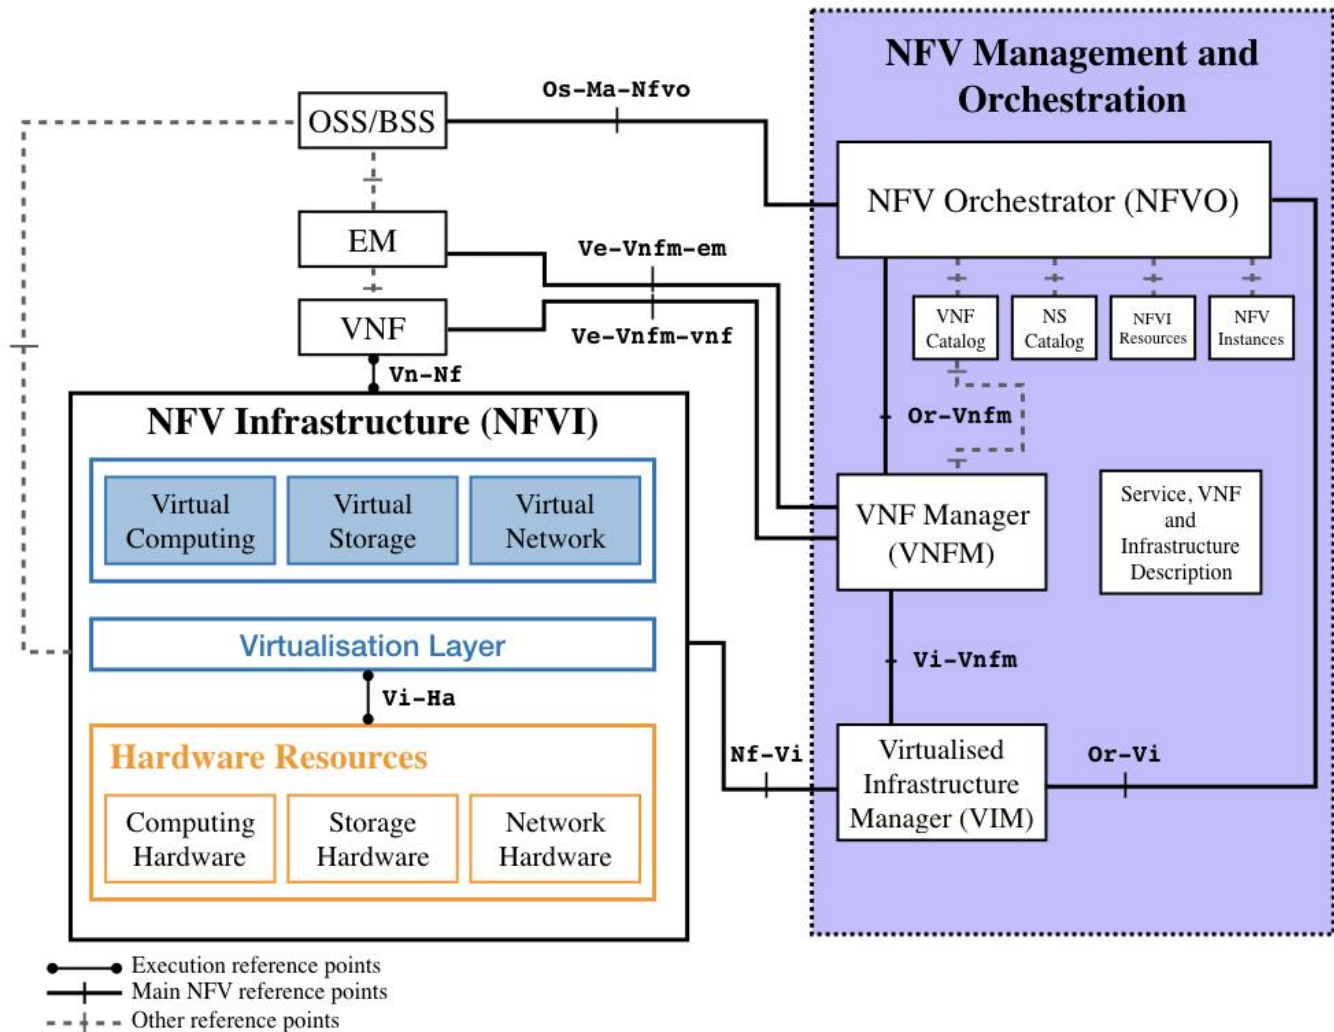 NFV Management and
Orchestration
Os-Ma-Nfvo
OSS/BSS
NFV Orchestrator (NFVO)
EM
Ve-Vnfm-em
VNF
Ve-Vnfm-vnf
VNF
Catalog
NS
Catalog
NFVI
Resources
NFV
Instances
Vn-Nf
Or-Vnfm
NFV Infrastructure (NFVI)
Virtual
Computing
Virtual
Storage
Virtual
Network
VNF Manager
(VNFM)
Service, VNF
and
Infrastructure
Description
Virtualisation Layer
Vi-Vnfm
Vi-Ha
Hardware Resources
Nf-Vi
Virtualised
Infrastructure
Manager (VIM)
Or-Vi
Computing
Hardware
Storage
Hardware
Network
Hardware
Execution reference points
Main NFV reference points
Other reference points